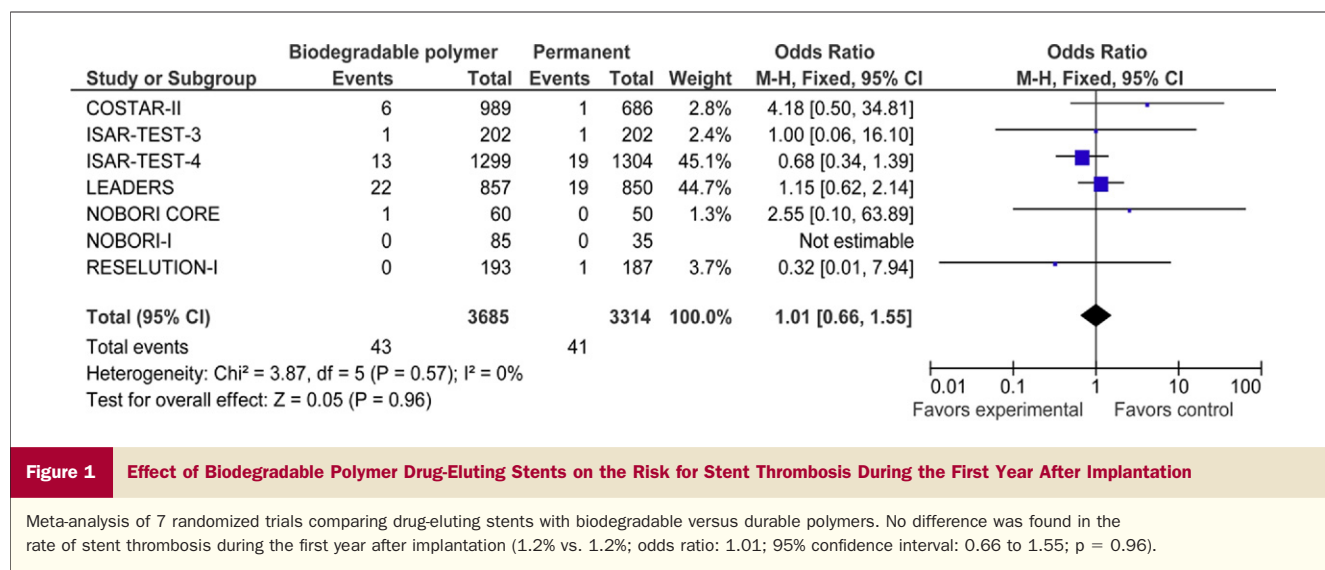 Biodegradable polymer Permanent Odds Ratio Odds Ratio
Study or Subgroup Events Total Events Total Weight M-H, Fixed, 95% CI M-H, Fixed, 95% CI
COSTAR-II 6 989 1 686 2.8% 4.18 [0.50, 34.81]
ISAR-TEST-3 1 202 1 202 2.4% 1.00 [0.06, 16.10]
ISAR-TEST-4 13 1299 19 1304 45.1% 0.68 [0.34, 1.39]
LEADERS 22 857 19 850 44.7% 1.15 [0.62, 2.14]
NOBORI CORE 1 60 0 50 1.3% 2.55 [0.10, 63.89]
NOBORI-I 0 85 0 35 Not estimable
RESELUTION-I 0 193 1 187 3.7% 0.32 [0.01, 7.94]
Total (95% CI) 3685 3314 100.0% 1.01 [0.66, 1.55]
Total events 43 41
Heterogeneity: Chi² = 3.87, df = 5 (P = 0.57); I² = 0%
Test for overall effect: Z = 0.05 (P = 0.96)
0.01 0.1 1 10 100
Favors experimental Favors control
Figure 1 Effect of Biodegradable Polymer Drug-Eluting Stents on the Risk for Stent Thrombosis During the First Year After Implantation
Meta-analysis of 7 randomized trials comparing drug-eluting stents with biodegradable versus durable polymers. No difference was found in the
rate of stent thrombosis during the first year after implantation (1.2% vs. 1.2%; odds ratio: 1.01; 95% confidence interval: 0.66 to 1.55; p = 0.96).